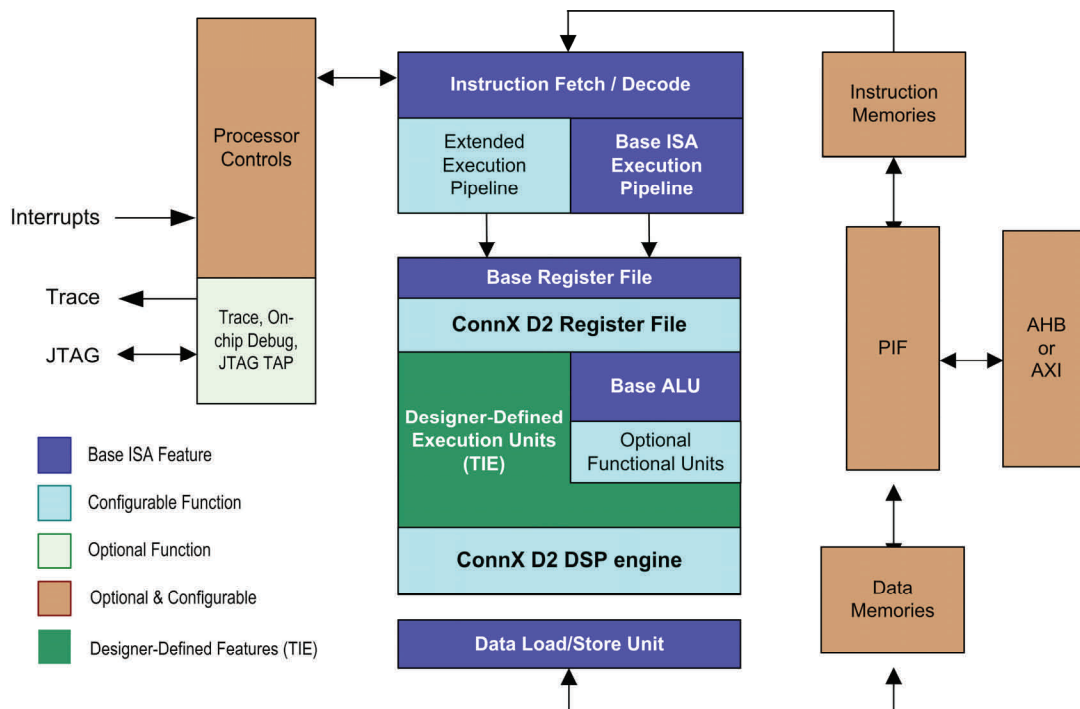 Processor
Controls
Interrupts
Trace
JTAG
Trace, On-
chip Debug,
JTAG TAP
Instruction Fetch / Decode
Extended
Execution
Pipeline
Base ISA
Execution
Pipeline
Base Register File
ConnX D2 Register File
Designer-Defined
Execution Units
(TIE)
Base ALU
Optional
Functional Units
ConnX D2 DSP engine
Data Load/Store Unit
Instruction
Memories
PIF
AHB
or
AXI
Data
Memories
Base ISA Feature
Configurable Function
Optional Function
Optional & Configurable
Designer-Defined Features (TIE)